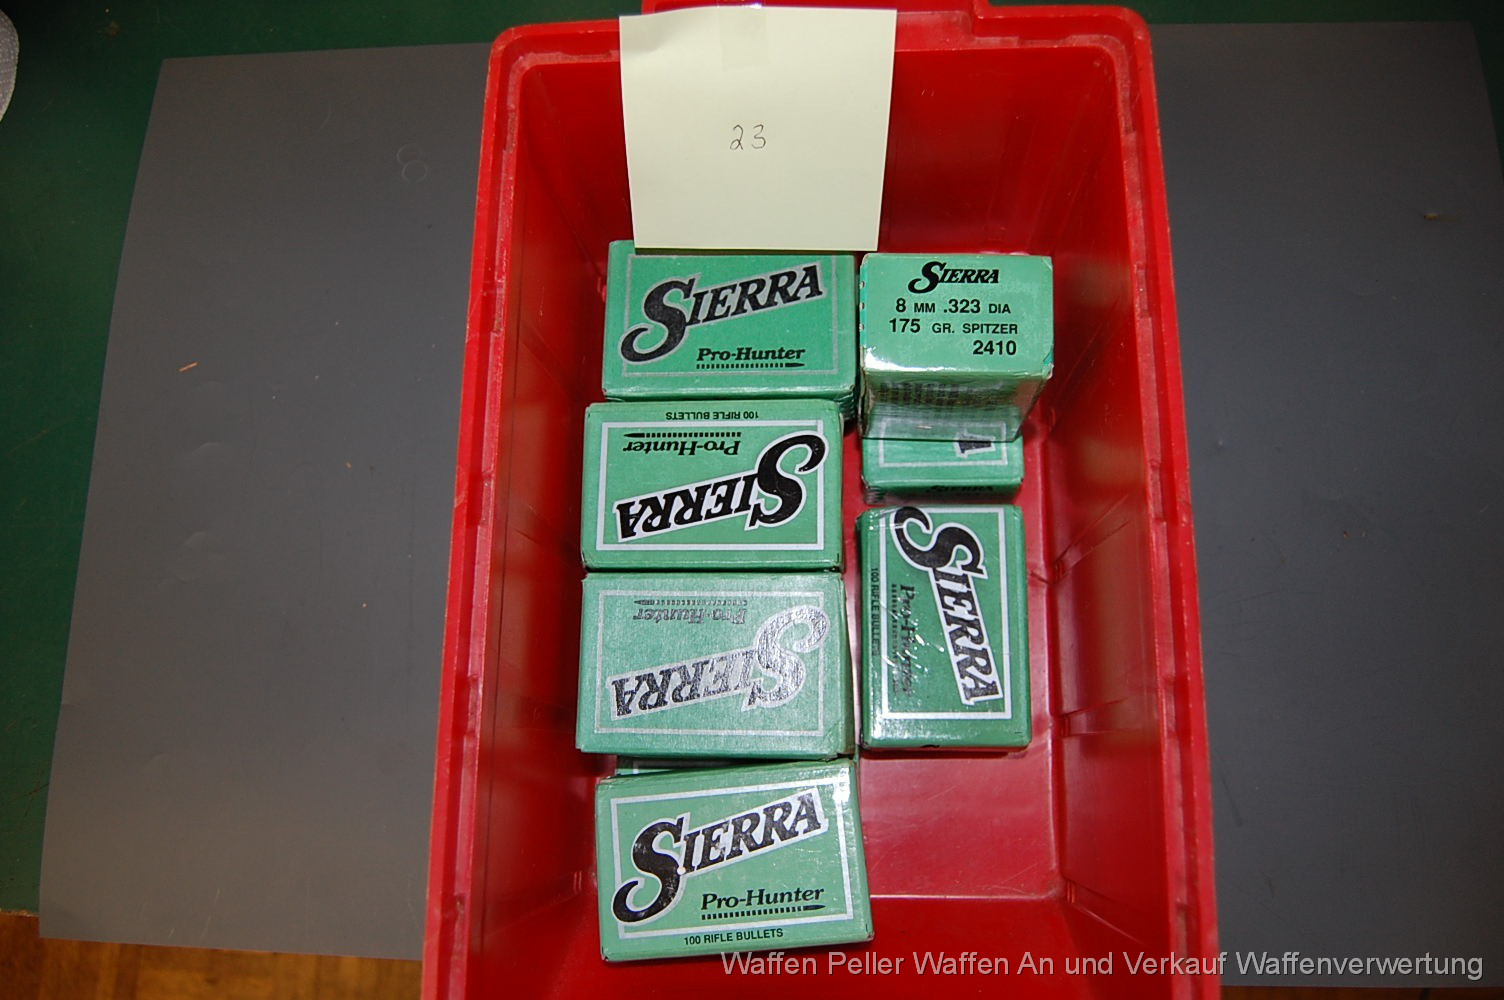 23
SIERRA
Pro-Hunter
SIERRA
8 MM .323 DIA
175 GR. SPITZER
2410
100 RIFLE BULLETS
Pro-Hunter
SIERRA
SIERRA
Pro-Hunter
100 RIFLE BULLETS
Pro-Hunter
SIERRA
SIERRA
Pro-Hunter
100 RIFLE BULLETS
Waffen Peller Waffen An und Verkauf Waffenverwertung